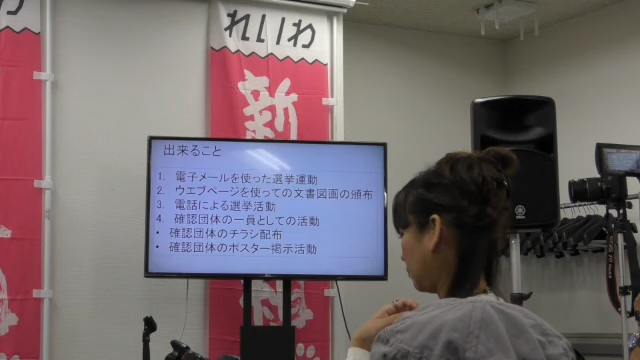 れいわ
新
出来ること
1. 電子メールを使った選挙運動
2. ウエブページを使っての文書図画の頒布
3. 電話による選挙活動
4. 確認団体の一員としての活動
• 確認団体のチラシ配布
• 確認団体のポスター掲示活動
YAMAHA